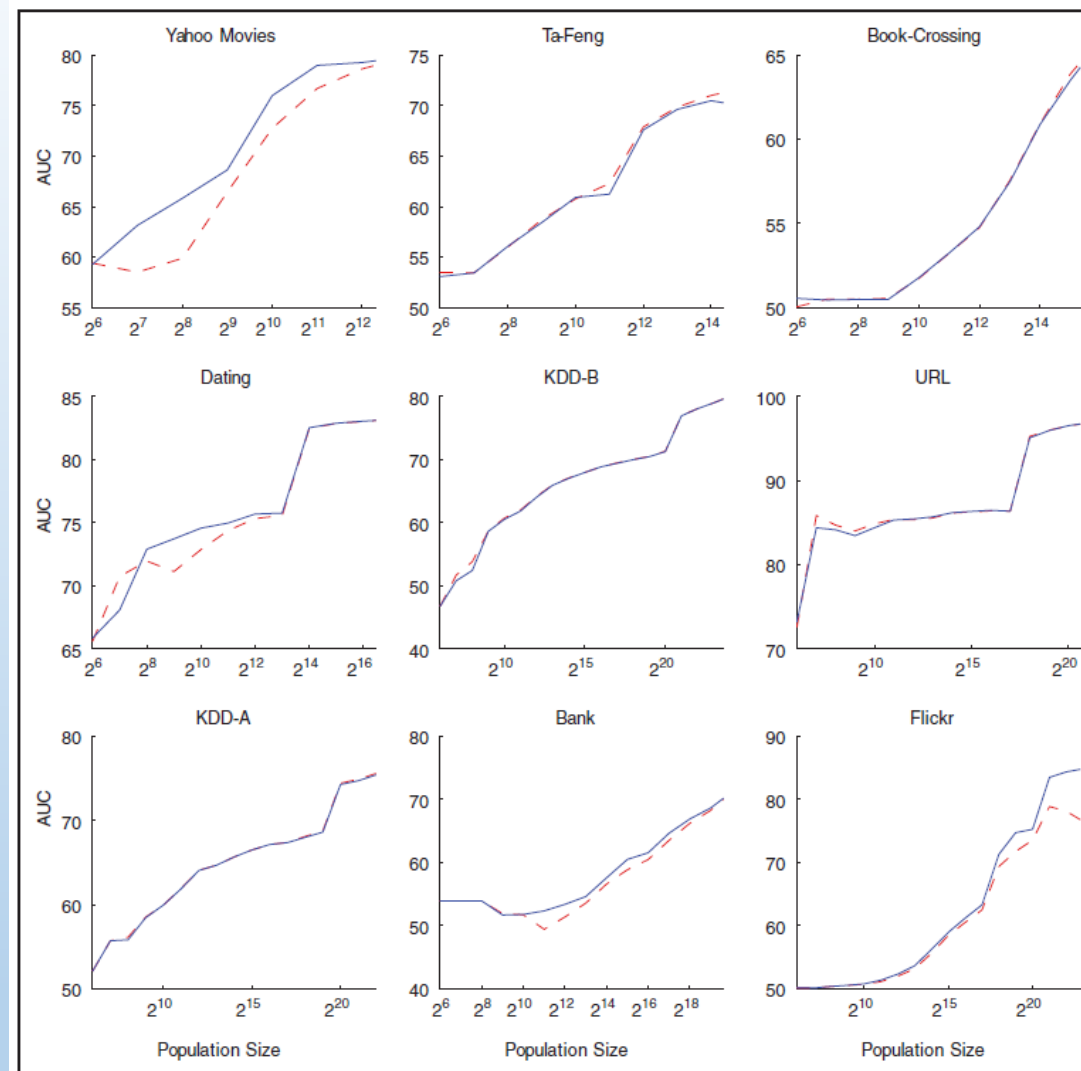 Yahoo Movies
AUC
80
75
70
65
60
55
2^6 2^7 2^8 2^9 2^10 2^11 2^12
Ta-Feng
75
70
65
60
55
50
2^6 2^8 2^10 2^12 2^14
Book-Crossing
65
60
55
50
2^6 2^8 2^10 2^12 2^14
Dating
AUC
85
80
75
70
65
2^6 2^8 2^10 2^12 2^14 2^16
KDD-B
80
70
60
50
40
2^10 2^15 2^20
URL
100
90
80
70
2^10 2^15 2^20
KDD-A
AUC
80
70
60
50
2^10 2^15 2^20
Population Size
Bank
70
60
50
40
2^6 2^8 2^10 2^12 2^14 2^16 2^18
Population Size
Flickr
90
80
70
60
50
2^10 2^15 2^20
Population Size